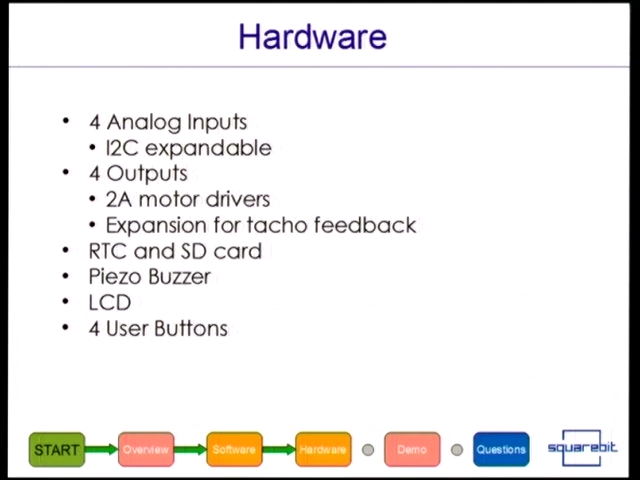 Hardware
• 4 Analog Inputs
• I2C expandable
• 4 Outputs
• 2A motor drivers
• Expansion for tacho feedback
• RTC and SD card
• Piezo Buzzer
• LCD
• 4 User Buttons
START Overview Software Hardware Demo Questions squarebit